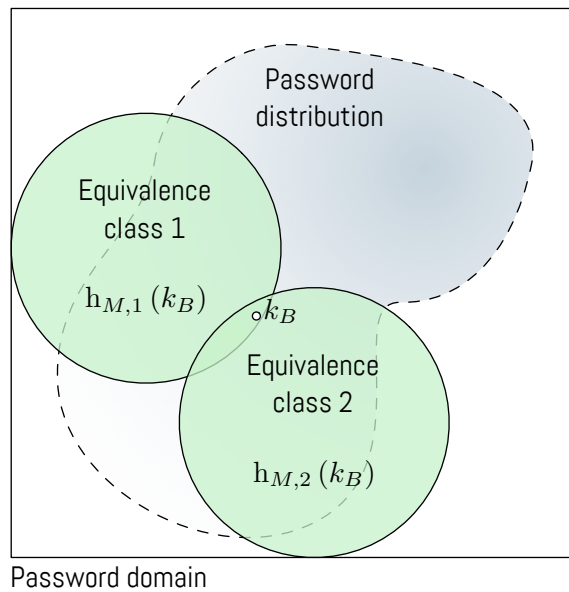 Password
distribution
Equivalence
class 1
h_{M,1} (k_B)
k_B
Equivalence
class 2
h_{M,2} (k_B)
Password domain